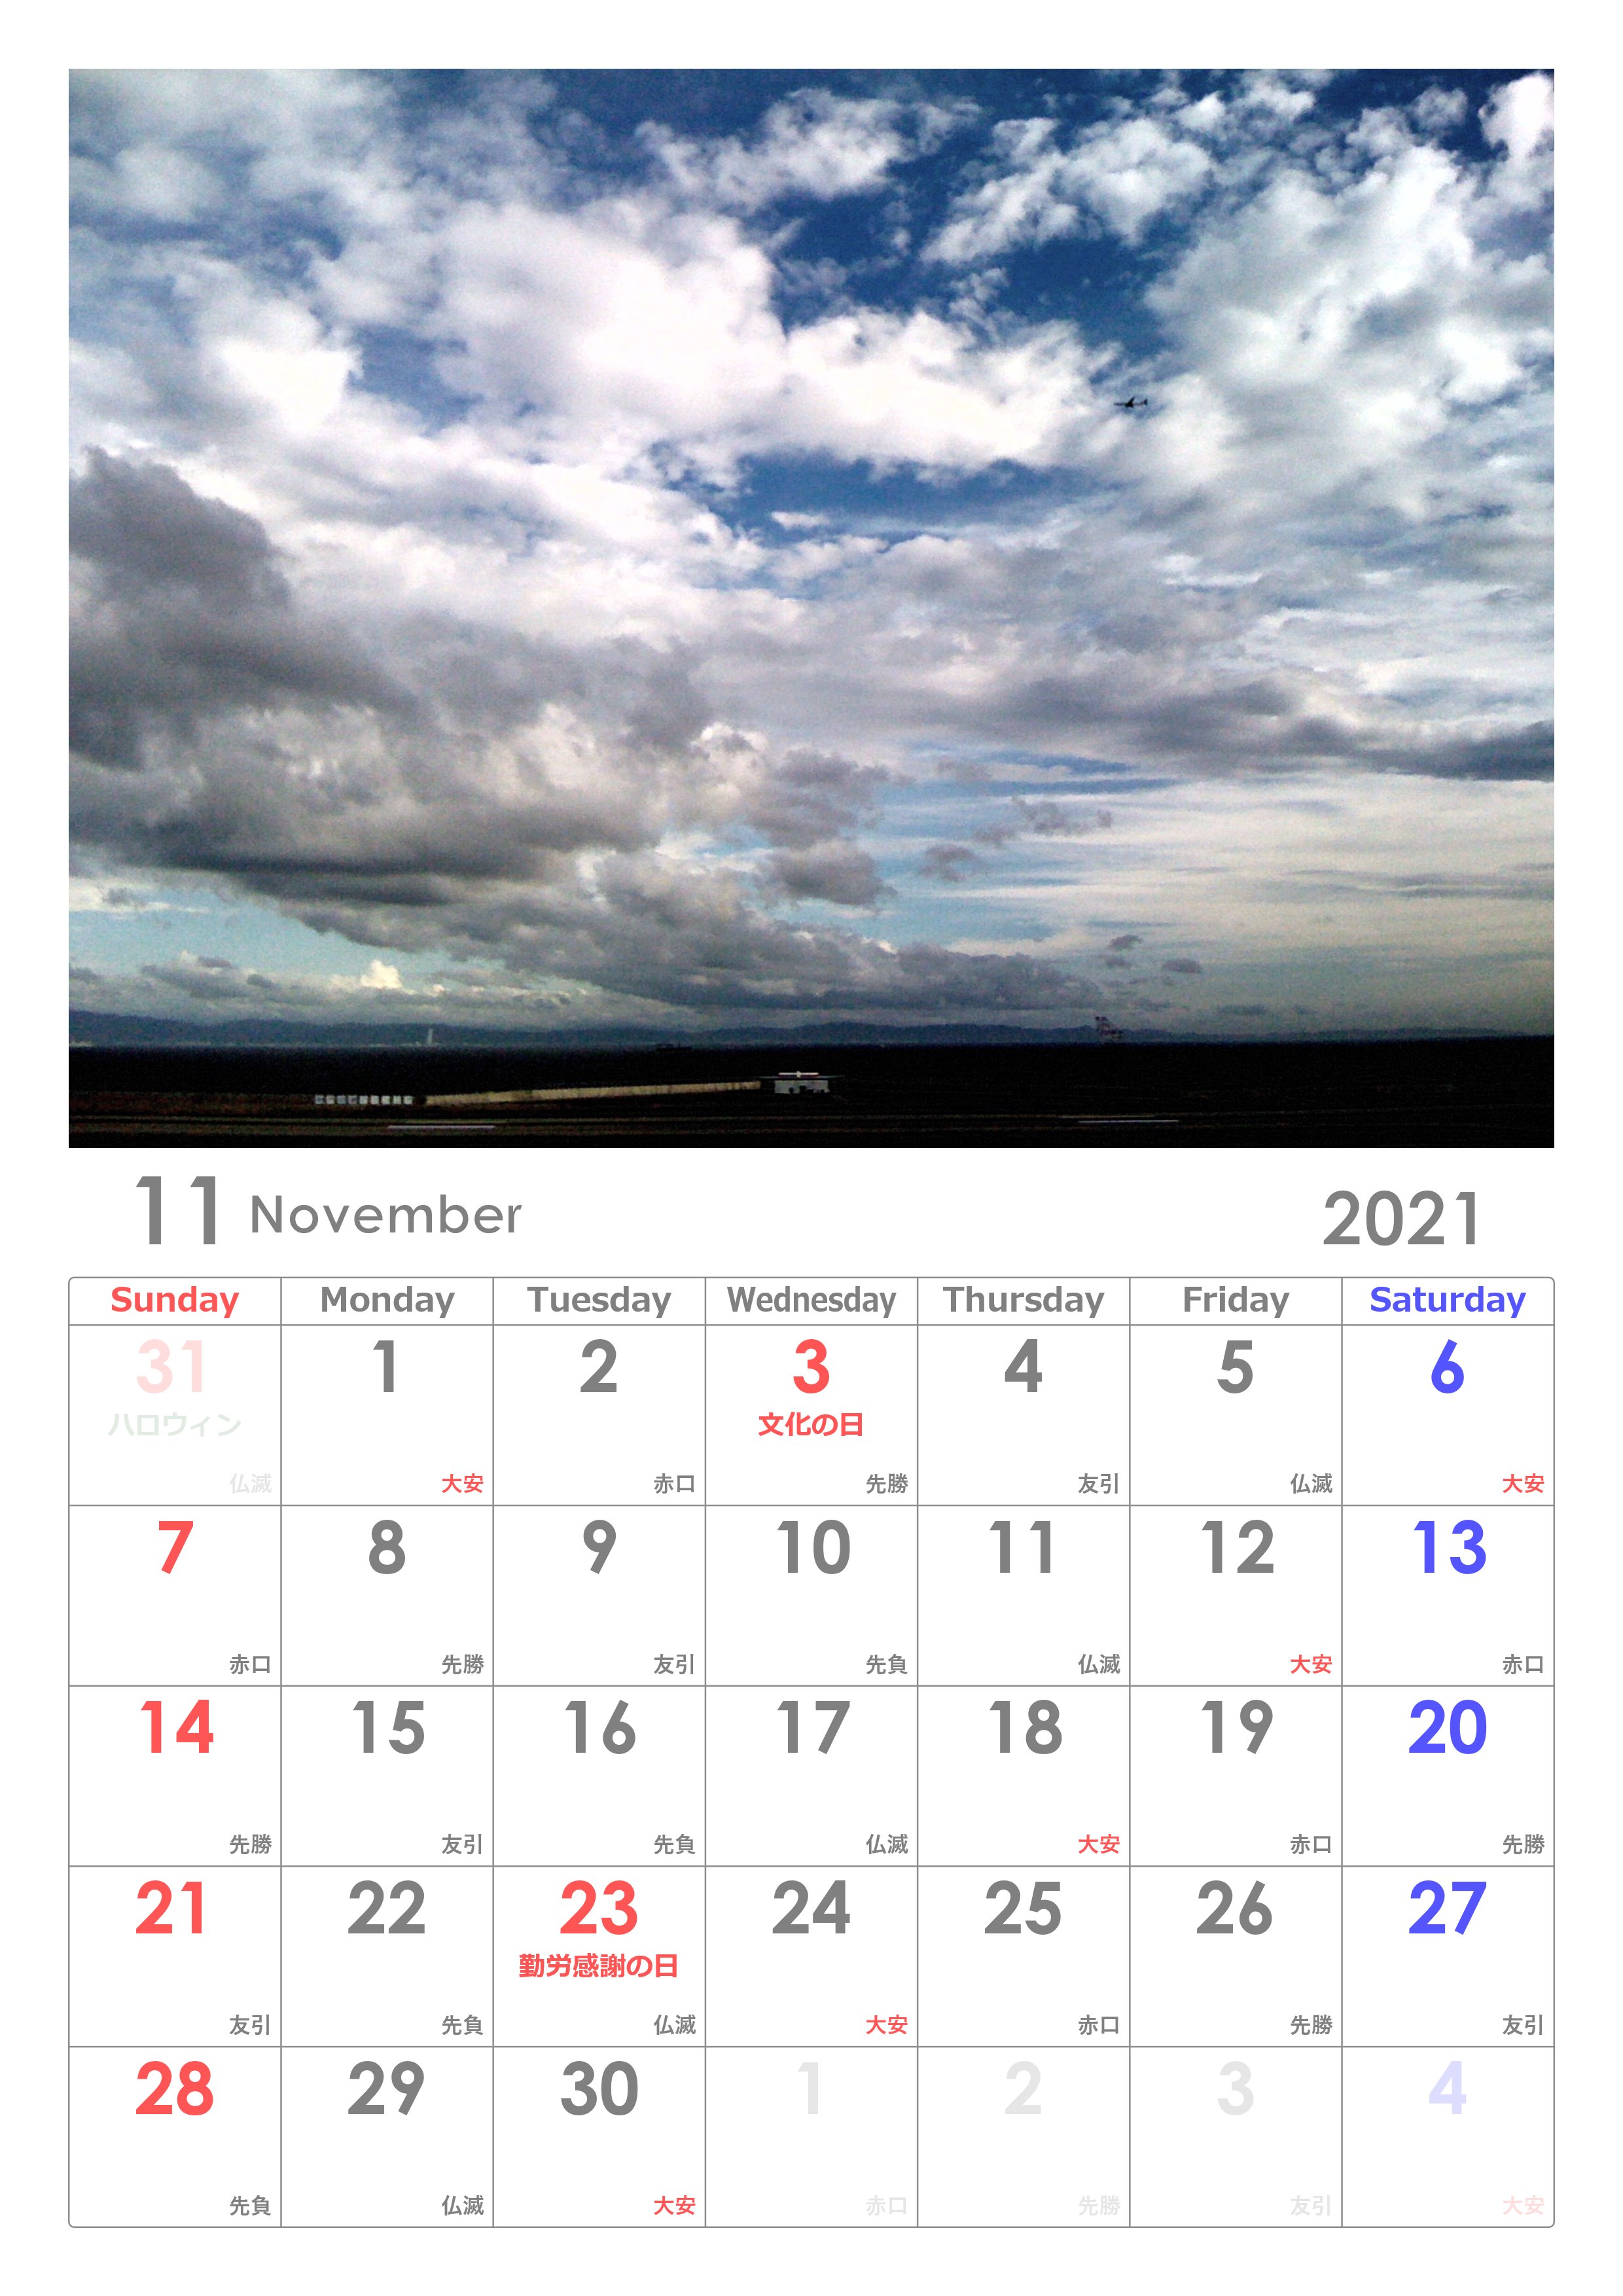 11 November 2021
Sunday Monday Tuesday Wednesday Thursday Friday Saturday
31 1 2 3 4 5 6
ハロウィン 文化の日
仏滅 大安 赤口 先勝 友引 仏滅 大安
7 8 9 10 11 12 13
赤口 先勝 友引 先負 仏滅 大安 赤口
14 15 16 17 18 19 20
先勝 友引 先負 仏滅 大安 赤口 先勝
21 22 23 24 25 26 27
勤労感謝の日
友引 先負 仏滅 大安 赤口 先勝 友引
28 29 30 1 2 3 4
先負 仏滅 大安 赤口 先勝 友引 大安